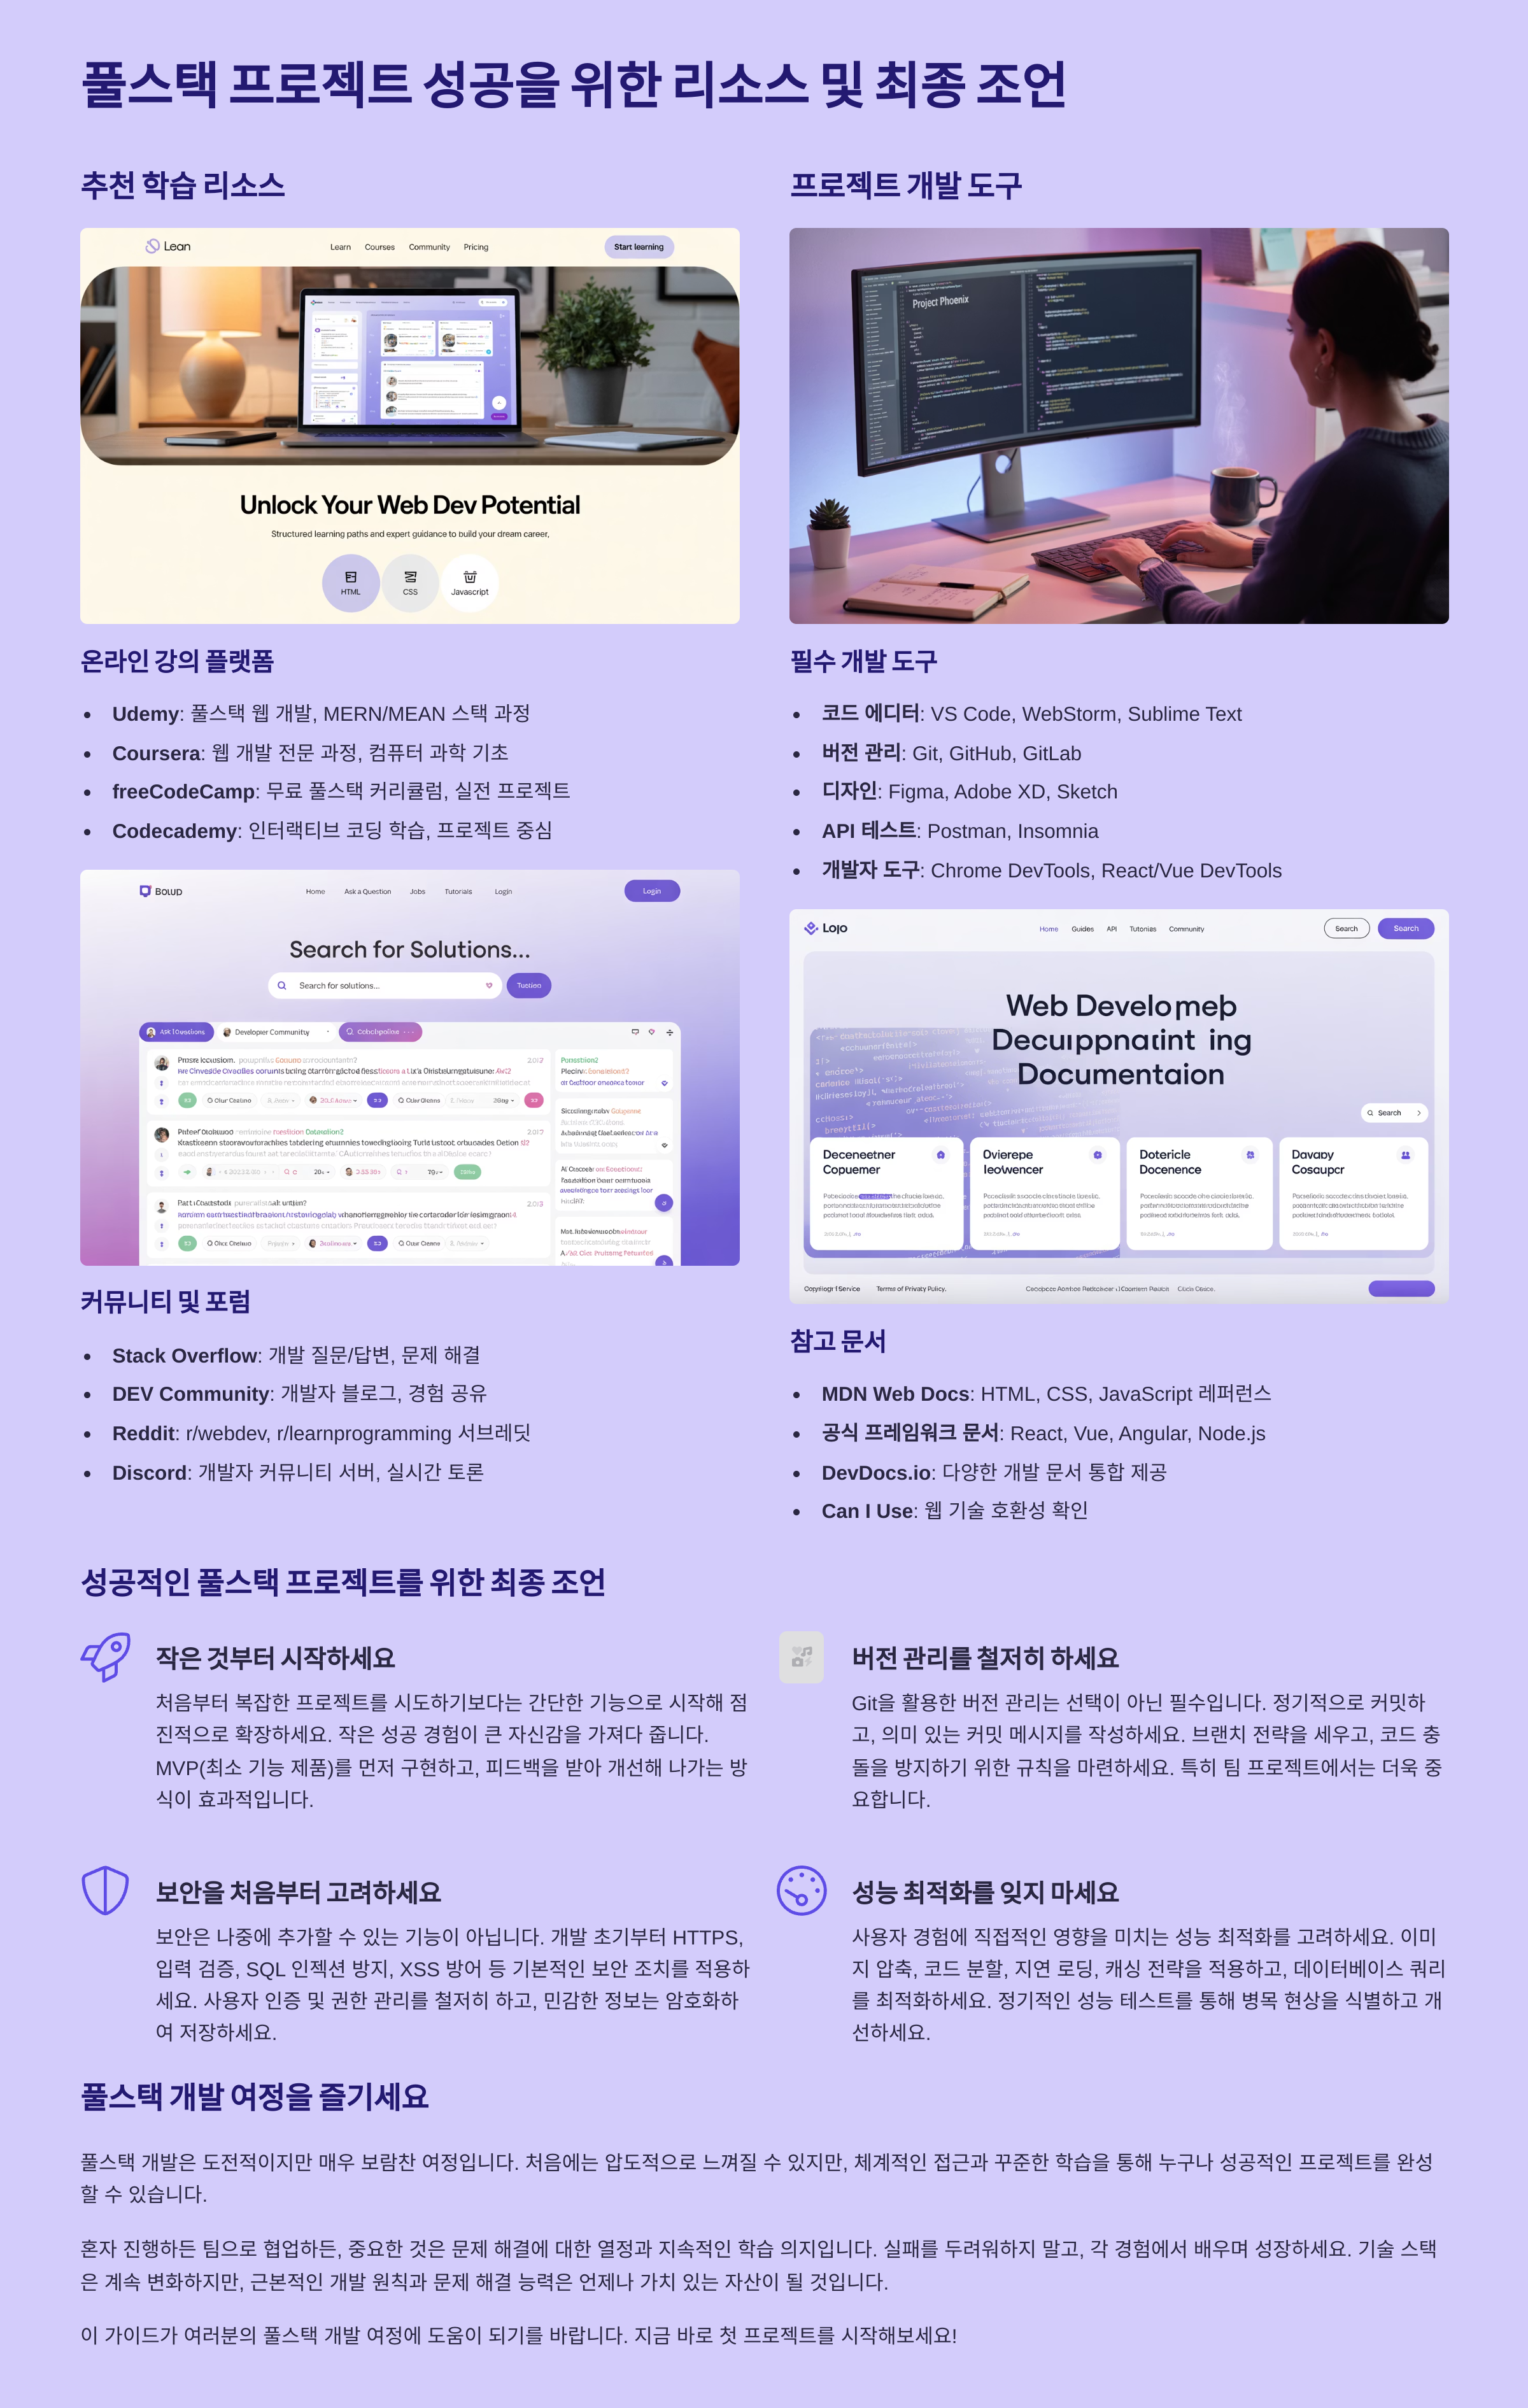 풀스택 프로젝트 성공을 위한 리소스 및 최종 조언
추천 학습 리소스
Lean
Learn Courses Community Pricing
Start learning
Unlock Your Web Dev Potential
Structured learning paths and expert guidance to build your dream career,
HTML
CSS
Javascript
온라인 강의 플랫폼
Udemy: 풀스택 웹 개발, MERN/MEAN 스택 과정
Coursera: 웹 개발 전문 과정, 컴퓨터 과학 기초
freeCodeCamp: 무료 풀스택 커리큘럼, 실전 프로젝트
Codecademy: 인터랙티브 코딩 학습, 프로젝트 중심
Home Ask a Question Jobs Tutorials Login
Login
Search for Solutions...
Search for solutions...
Developer Community
커뮤니티 및 포럼
Stack Overflow: 개발 질문/답변, 문제 해결
DEV Community: 개발자 블로그, 경험 공유
Reddit: r/webdev, r/learnprogramming 서브레딧
Discord: 개발자 커뮤니티 서버, 실시간 토론
프로젝트 개발 도구
Project Phoenix
필수 개발 도구
코드 에디터: VS Code, WebStorm, Sublime Text
버전 관리: Git, GitHub, GitLab
디자인: Figma, Adobe XD, Sketch
API 테스트: Postman, Insomnia
개발자 도구: Chrome DevTools, React/Vue DevTools
Lojo
Home Guides API Tutorias Community
Search
Search
Web
Documentaion
Search
Terms of Privaty Policy.
참고 문서
MDN Web Docs: HTML, CSS, JavaScript 레퍼런스
공식 프레임워크 문서: React, Vue, Angular, Node.js
DevDocs.io: 다양한 개발 문서 통합 제공
Can I Use: 웹 기술 호환성 확인
성공적인 풀스택 프로젝트를 위한 최종 조언
작은 것부터 시작하세요
처음부터 복잡한 프로젝트를 시도하기보다는 간단한 기능으로 시작해 점
진적으로 확장하세요. 작은 성공 경험이 큰 자신감을 가져다 줍니다.
MVP(최소 기능 제품)를 먼저 구현하고, 피드백을 받아 개선해 나가는 방
식이 효과적입니다.
버전 관리를 철저히 하세요
Git을 활용한 버전 관리는 선택이 아닌 필수입니다. 정기적으로 커밋하
고, 의미 있는 커밋 메시지를 작성하세요. 브랜치 전략을 세우고, 코드 충
돌을 방지하기 위한 규칙을 마련하세요. 특히 팀 프로젝트에서는 더욱 중
요합니다.
보안을 처음부터 고려하세요
보안은 나중에 추가할 수 있는 기능이 아닙니다. 개발 초기부터 HTTPS,
입력 검증, SQL 인젝션 방지, XSS 방어 등 기본적인 보안 조치를 적용하
세요. 사용자 인증 및 권한 관리를 철저히 하고, 민감한 정보는 암호화하
여 저장하세요.
성능 최적화를 잊지 마세요
사용자 경험에 직접적인 영향을 미치는 성능 최적화를 고려하세요. 이미
지 압축, 코드 분할, 지연 로딩, 캐싱 전략을 적용하고, 데이터베이스 쿼리
를 최적화하세요. 정기적인 성능 테스트를 통해 병목 현상을 식별하고 개
선하세요.
풀스택 개발 여정을 즐기세요
풀스택 개발은 도전적이지만 매우 보람찬 여정입니다. 처음에는 압도적으로 느껴질 수 있지만, 체계적인 접근과 꾸준한 학습을 통해 누구나 성공적인 프로젝트를 완성
할 수 있습니다.
혼자 진행하든 팀으로 협업하든, 중요한 것은 문제 해결에 대한 열정과 지속적인 학습 의지입니다. 실패를 두려워하지 말고, 각 경험에서 배우며 성장하세요. 기술 스택
은 계속 변화하지만, 근본적인 개발 원칙과 문제 해결 능력은 언제나 가치 있는 자산이 될 것입니다.
이 가이드가 여러분의 풀스택 개발 여정에 도움이 되기를 바랍니다. 지금 바로 첫 프로젝트를 시작해보세요!